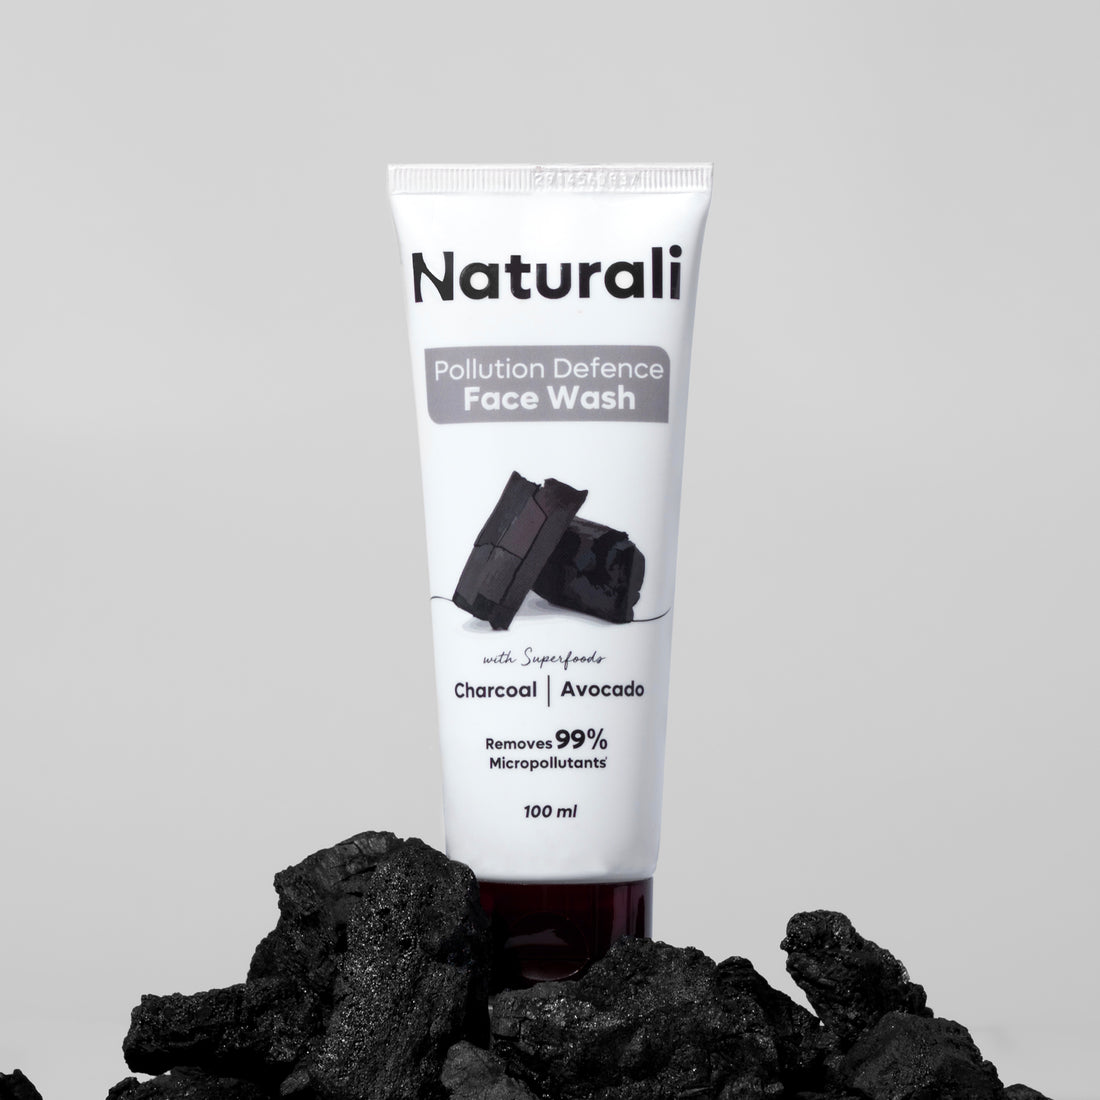 Naturali
Pollution Defence
Face Wash
with Superfoods
Charcoal | Avocado
Removes 99%
Micropollutants*
100 ml